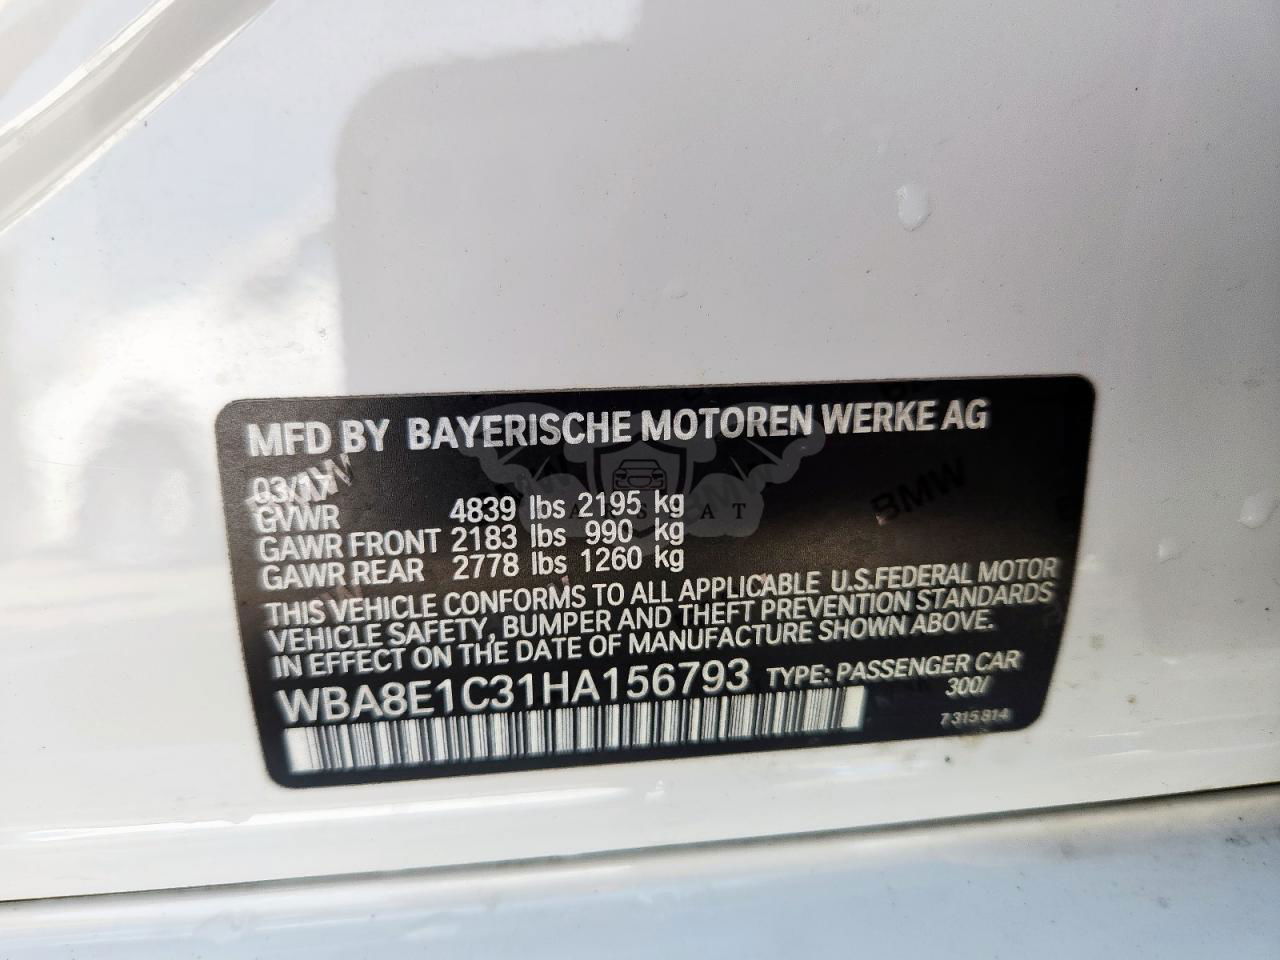 MFD BY BAYERISCHE MOTOREN WERKE AG
03/17
GVWR 4839 lbs 2195 kg
GAWR FRONT 2183 lbs 990 kg
GAWR REAR 2778 lbs 1260 kg
THIS VEHICLE CONFORMS TO ALL APPLICABLE U.S.FEDERAL MOTOR
VEHICLE SAFETY, BUMPER AND THEFT PREVENTION STANDARDS
IN EFFECT ON THE DATE OF MANUFACTURE SHOWN ABOVE.
WBA8E1C31HA156793 TYPE: PASSENGER CAR
300/
7 315 814
BMW